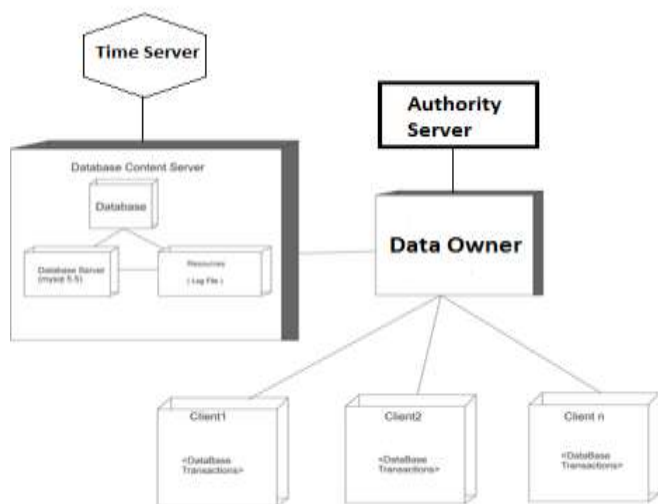 Time Server
Authority
Server
Database Content Server
Database
Data Owner
Database Server
(mysql 5.5)
Resources
( Log File )
Client1
Client2
Client n
<DataBase
Transactions>
<DataBase
Transactions>
<DataBase
Transactions>